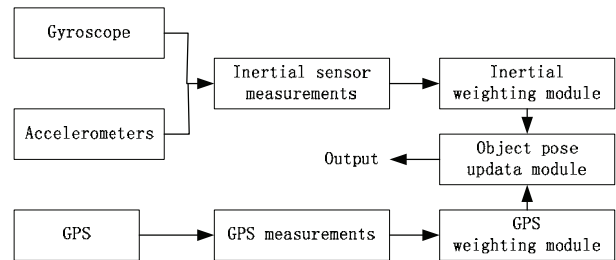 Gyroscope
Accelerometers
Inertial sensor
measurements
Inertial
weighting module
Output
Object pose
updata module
GPS
GPS measurements
GPS
weighting module